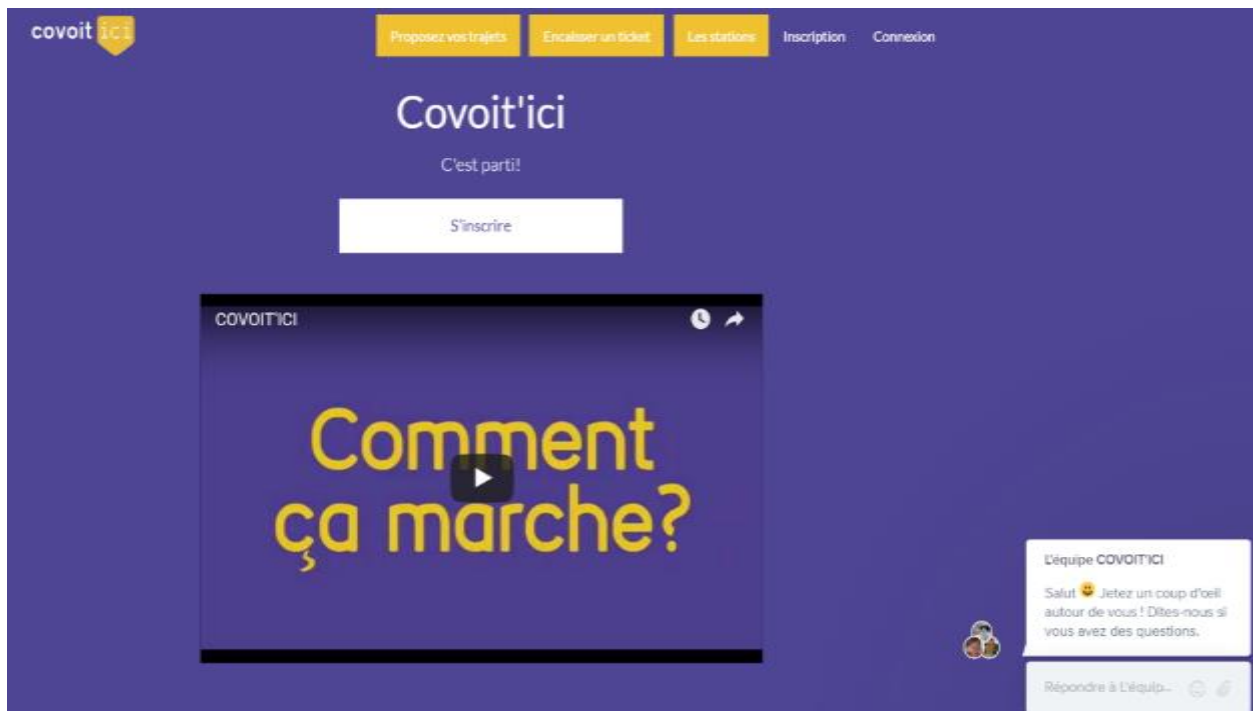 covoit ici
Proposez vos trajets
Encaisser un ticket
Les stations
Inscription
Connexion
Covoit'ici
C'est parti!
S'inscrire
COVOIT'ICI
Comment
ça marche?
L'équipe COVOIT'ICI
Salut Jetez un coup d'œil
autour de vous ! Dites-nous si
vous avez des questions.
Répondre à L'équip...